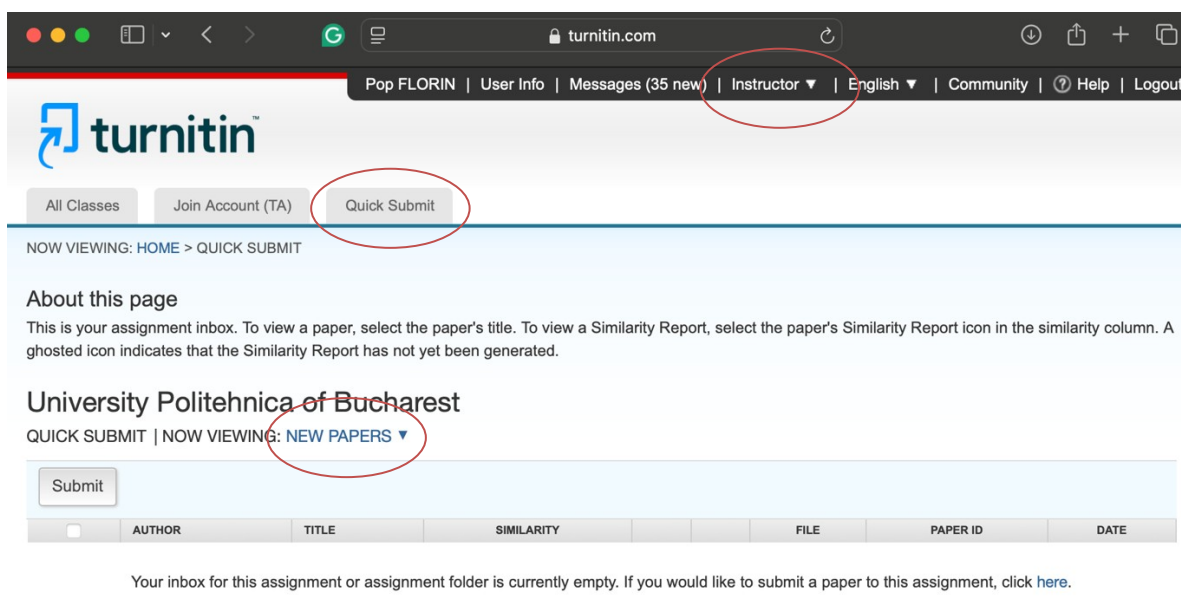 turnitin.com
Pop FLORIN | User Info | Messages (35 new) | Instructor ▼ | English ▼ | Community | ? Help | Logout
turnitin™
All Classes Join Account (TA) Quick Submit
NOW VIEWING: HOME > QUICK SUBMIT
About this page
This is your assignment inbox. To view a paper, select the paper's title. To view a Similarity Report, select the paper's Similarity Report icon in the similarity column. A
ghosted icon indicates that the Similarity Report has not yet been generated.
University Politehnica of Bucharest
QUICK SUBMIT | NOW VIEWING: NEW PAPERS ▼
Submit
AUTHOR TITLE SIMILARITY FILE PAPER ID DATE
Your inbox for this assignment or assignment folder is currently empty. If you would like to submit a paper to this assignment, click here.